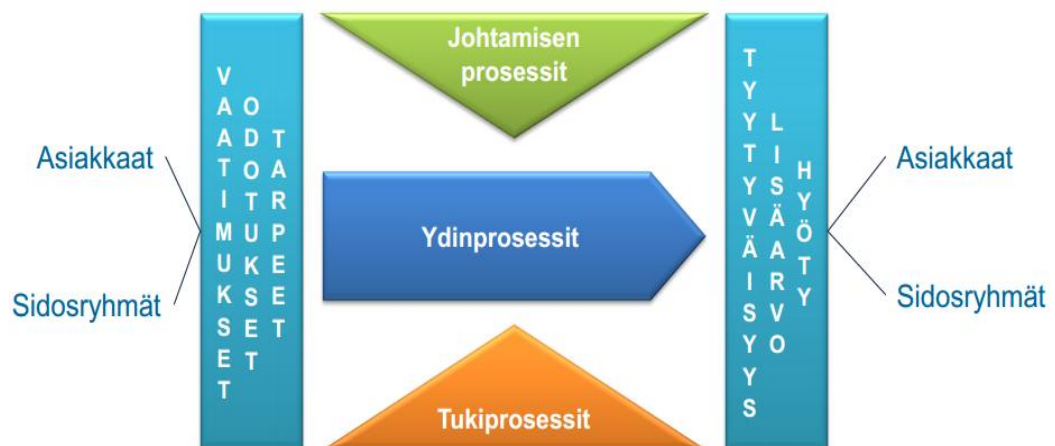 Asiakkaat
Sidosryhmät
VAATIMUKSET
ODOTUKSET
TARPEET
Johtamisen
prosessit
Ydinprosessit
Tukiprosessit
TYYTYVÄISYYS
LISÄARVO
HYÖTY
Asiakkaat
Sidosryhmät